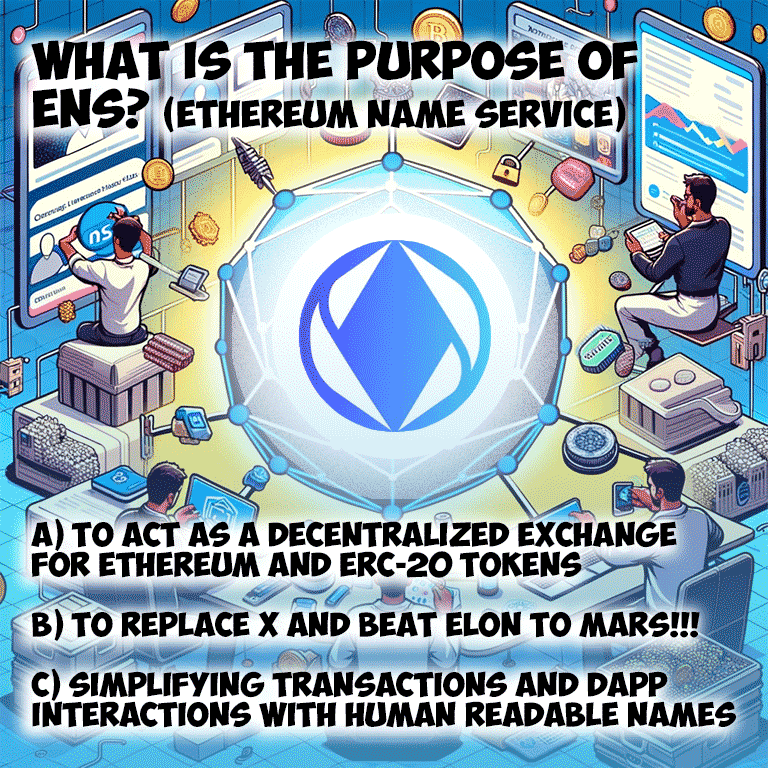 WHAT IS THE PURPOSE OF
ENS? (ETHEREUM NAME SERVICE)
ns
A) TO ACT AS A DECENTRALIZED EXCHANGE
FOR ETHEREUM AND ERC-20 TOKENS
B) TO REPLACE X AND BEAT ELON TO MARS!!!
C) SIMPLIFYING TRANSACTIONS AND DAPP
INTERACTIONS WITH HUMAN READABLE NAMES